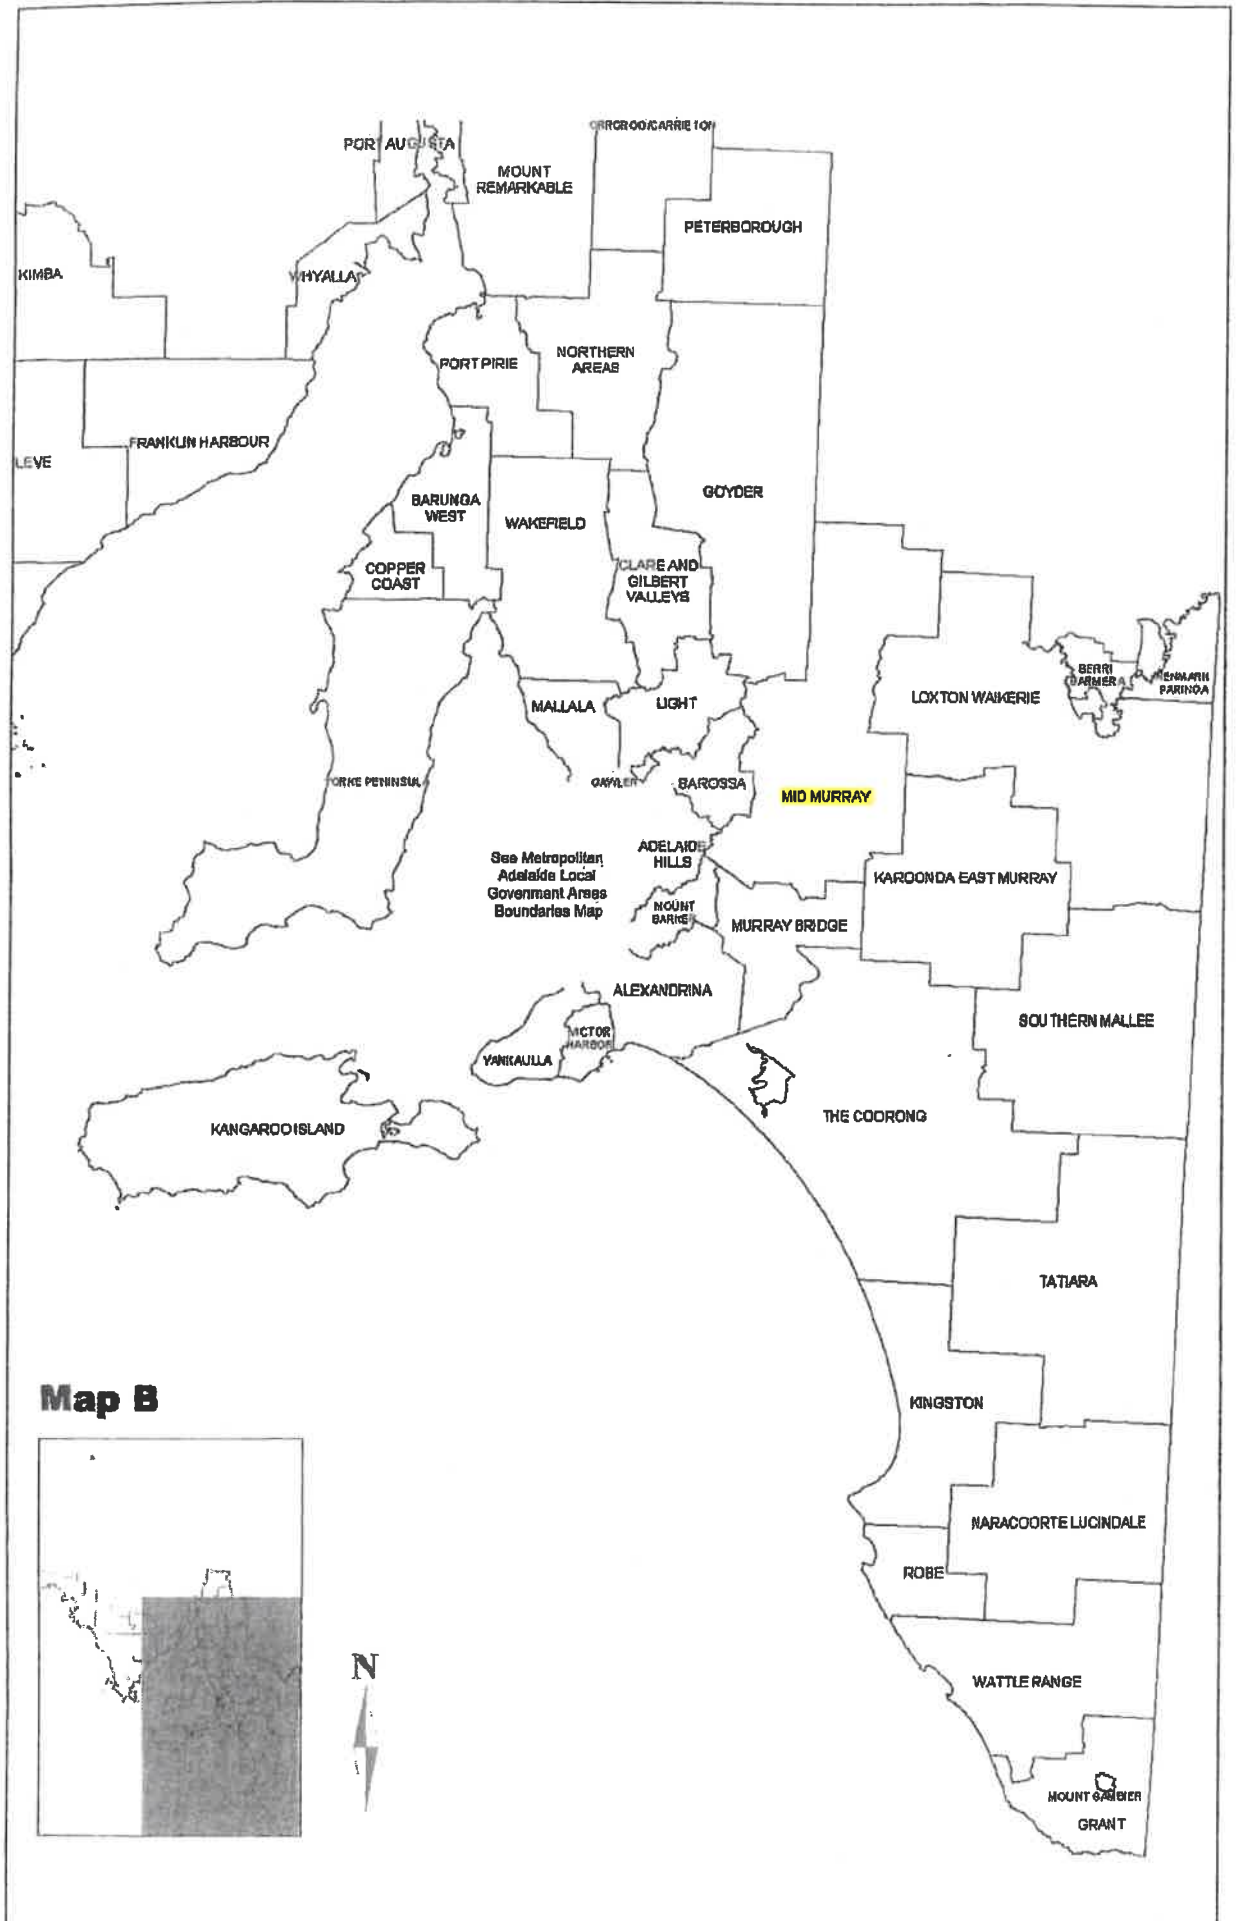 PORT AUGUSTA
ORROROO/CARRIETON
MOUNT
REMARKABLE
PETERBOROUGH
KIMBA
WHYALLA
PORT PIRIE
NORTHERN
AREAS
FRANKLIN HARBOUR
LEVE
GOYDER
BARUNGA
WEST
WAKEFIELD
CLARE AND
GILBERT
VALLEYS
COPPER
COAST
BERRI
BARMERA
RENMARK
PARINGA
LOXTON WAIKERIE
MALLALA
LIGHT
ORKE PENINSUL
GAWLER
BAROSSA
MID MURRAY
ADELAIDE
HILLS
See Metropolitan
Adelaide Local
Govenment Areas
Boundaries Map
KAROONDA EAST MURRAY
MOUNT
BARKER
MURRAY BRIDGE
ALEXANDRINA
SOUTHERN MALLEE
VICTOR
HARBOR
YANKALILLA
THE COORONG
KANGAROO ISLAND
TATIARA
Map B
KINGSTON
NARACOORTE LUCINDALE
ROBE
N
WATTLE RANGE
MOUNT GAMBIER
GRANT